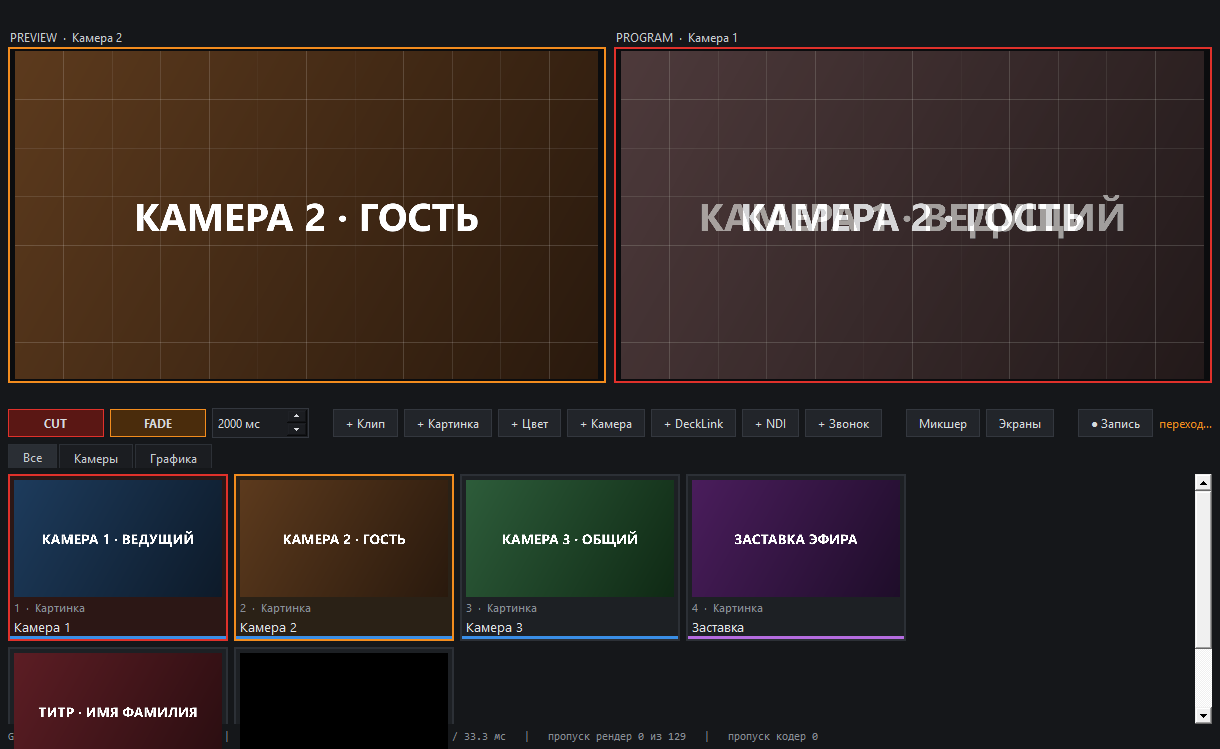 PREVIEW · Камера 2
PROGRAM · Камера 1
КАМЕРА 2 · ГОСТЬ
КАМЕРА 1 · ВЕДУЩИЙ
КАМЕРА 2 · ГОСТЬ
CUT
FADE
2000 мс
+ Клип
+ Картинка
+ Цвет
+ Камера
+ DeckLink
+ NDI
+ Звонок
Микшер
Экраны
● Запись
переход...
Все
Камеры
Графика
КАМЕРА 1 · ВЕДУЩИЙ
КАМЕРА 2 · ГОСТЬ
КАМЕРА 3 · ОБЩИЙ
ЗАСТАВКА ЭФИРА
1 · Картинка
2 · Картинка
3 · Картинка
4 · Картинка
Камера 1
Камера 2
Камера 3
Заставка
ТИТР · ИМЯ ФАМИЛИЯ
G | / 33.3 мс | пропуск рендер 0 из 129 | пропуск кодер 0